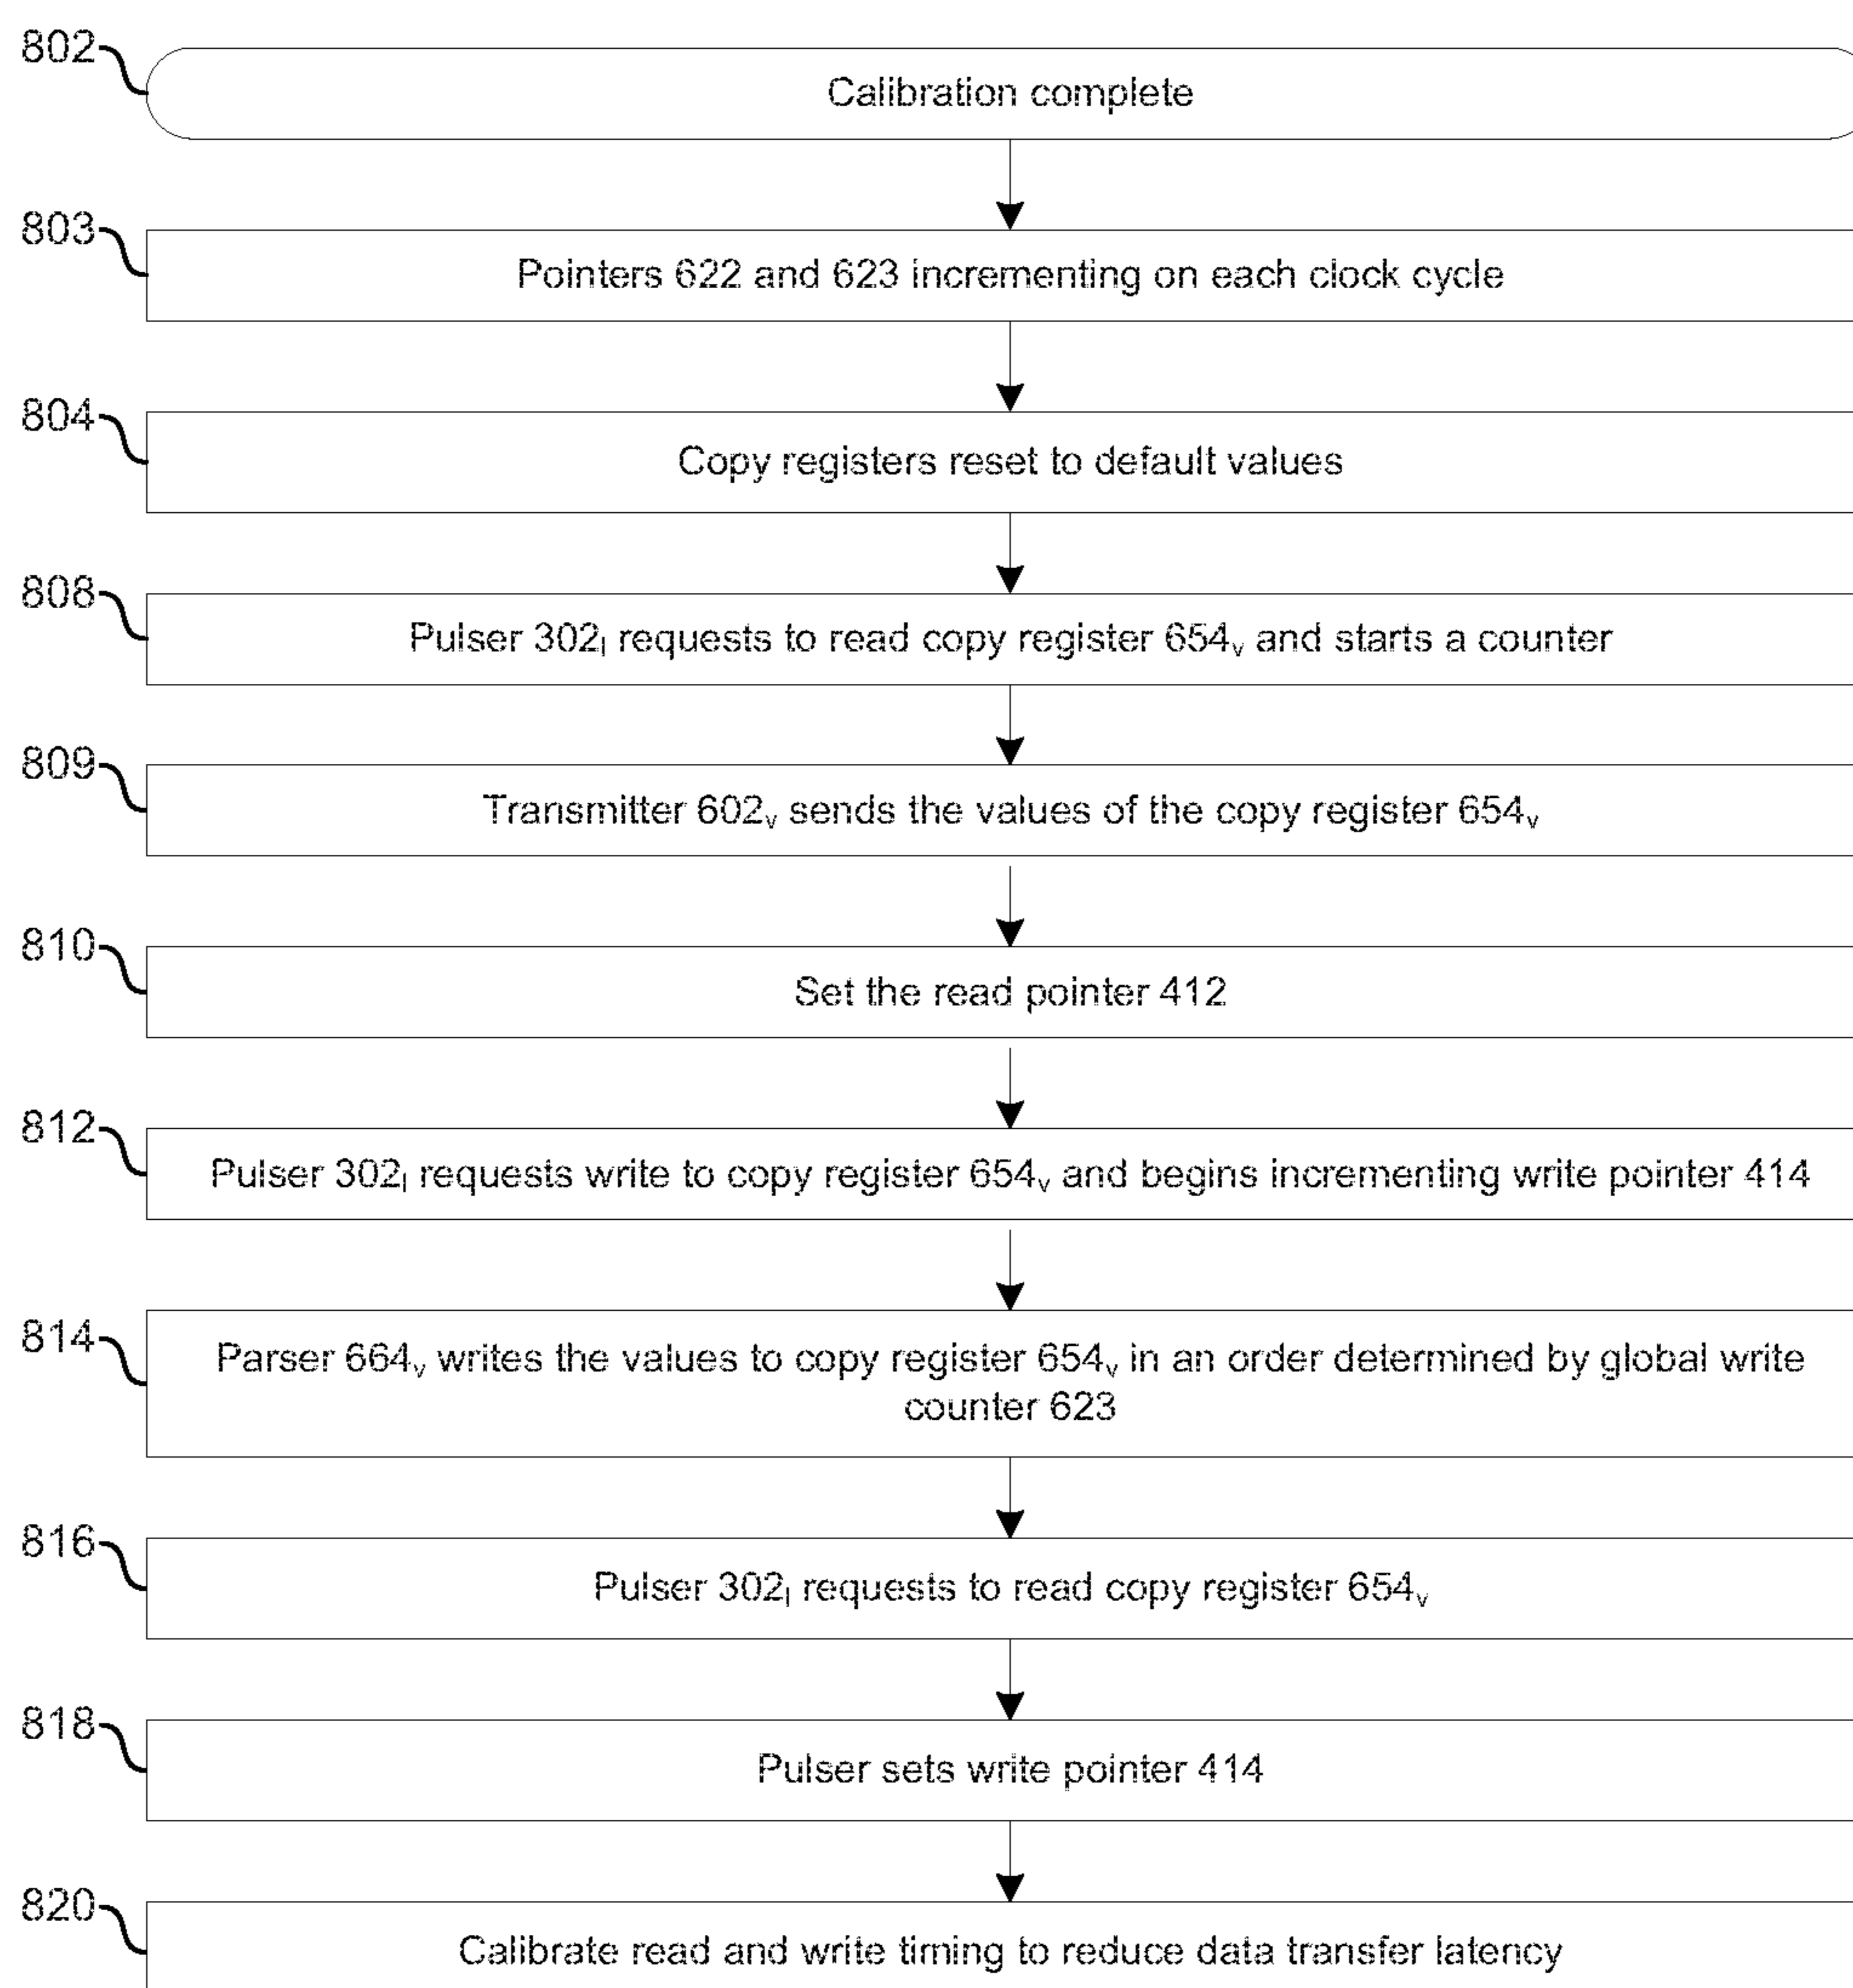 802
Calibration complete
803
Pointers 622 and 623 incrementing on each clock cycle
804
Copy registers reset to default values
808
Pulser 302ₗ requests to read copy register 654ᵥ and starts a counter
809
Transmitter 602ᵥ sends the values of the copy register 654ᵥ
810
Set the read pointer 412
812
Pulser 302ₗ requests write to copy register 654ᵥ and begins incrementing write pointer 414
814
Parser 664ᵥ writes the values to copy register 654ᵥ in an order determined by global write
counter 623
816
Pulser 302ₗ requests to read copy register 654ᵥ
818
Pulser sets write pointer 414
820
Calibrate read and write timing to reduce data transfer latency